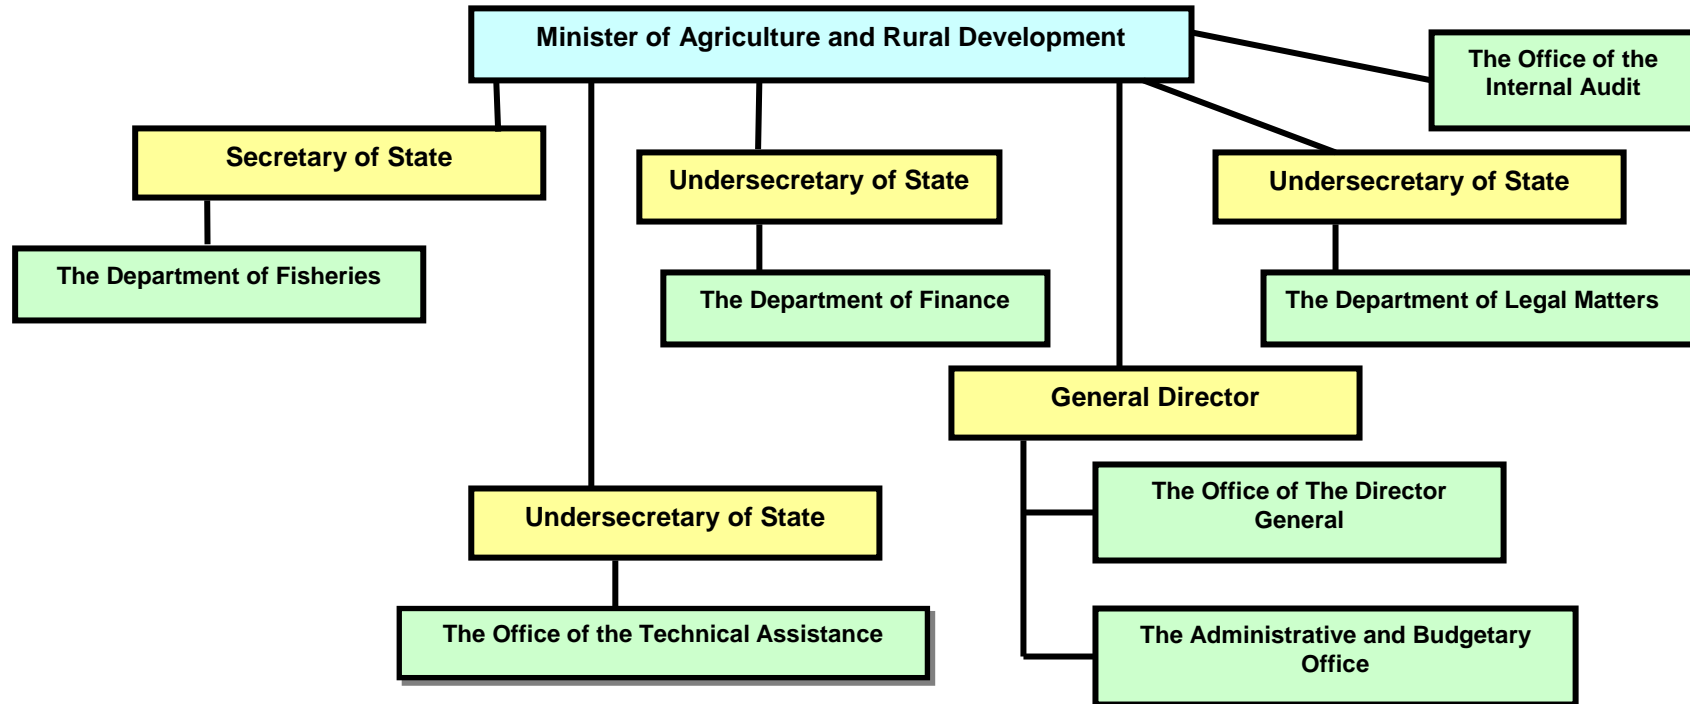 Minister of Agriculture and Rural Development
The Office of the
Internal Audit
Secretary of State
Undersecretary of State
Undersecretary of State
The Department of Fisheries
The Department of Finance
The Department of Legal Matters
General Director
The Office of The Director
General
Undersecretary of State
The Office of the Technical Assistance
The Administrative and Budgetary
Office